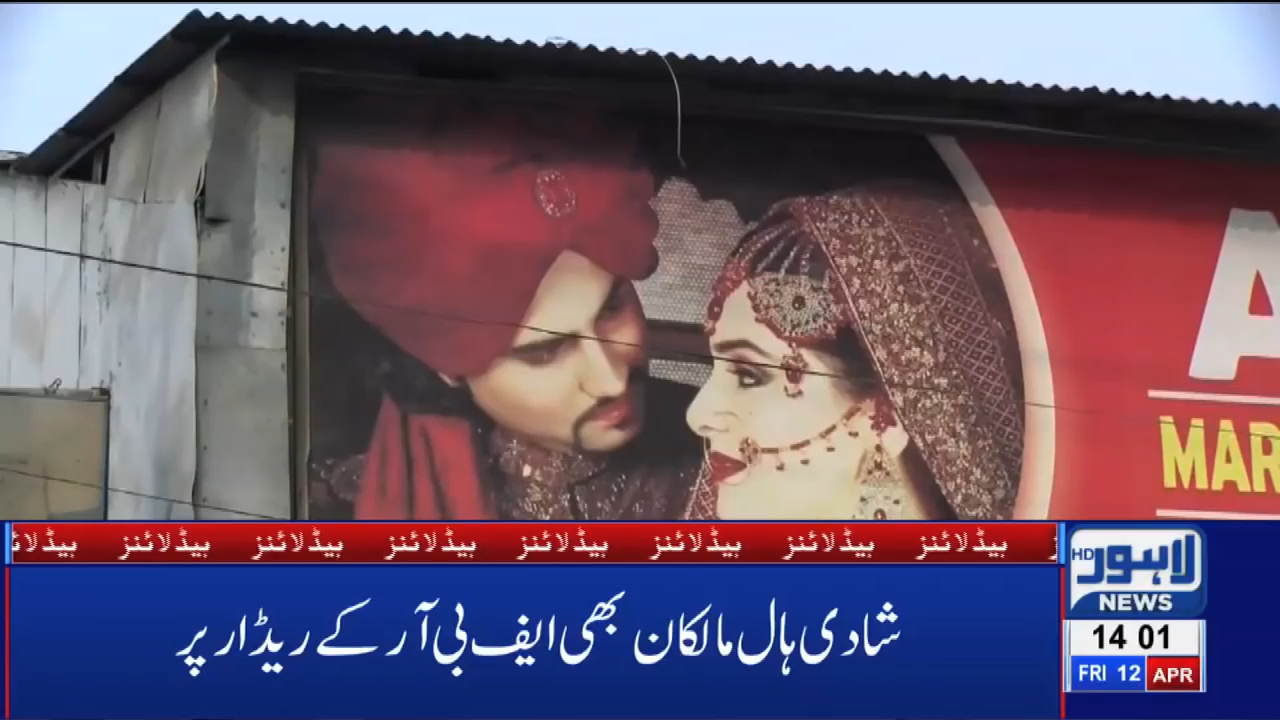 A
MAR
ہیڈلائنز ہیڈلائنز ہیڈلائنز ہیڈلائنز ہیڈلائنز ہیڈلائنز ہیڈلائنز ہیڈلائنز
شادی ہال مالکان بھی ایف بی آر کے ریڈار پر
لاہور HD
NEWS
14 01
FRI 12 APR